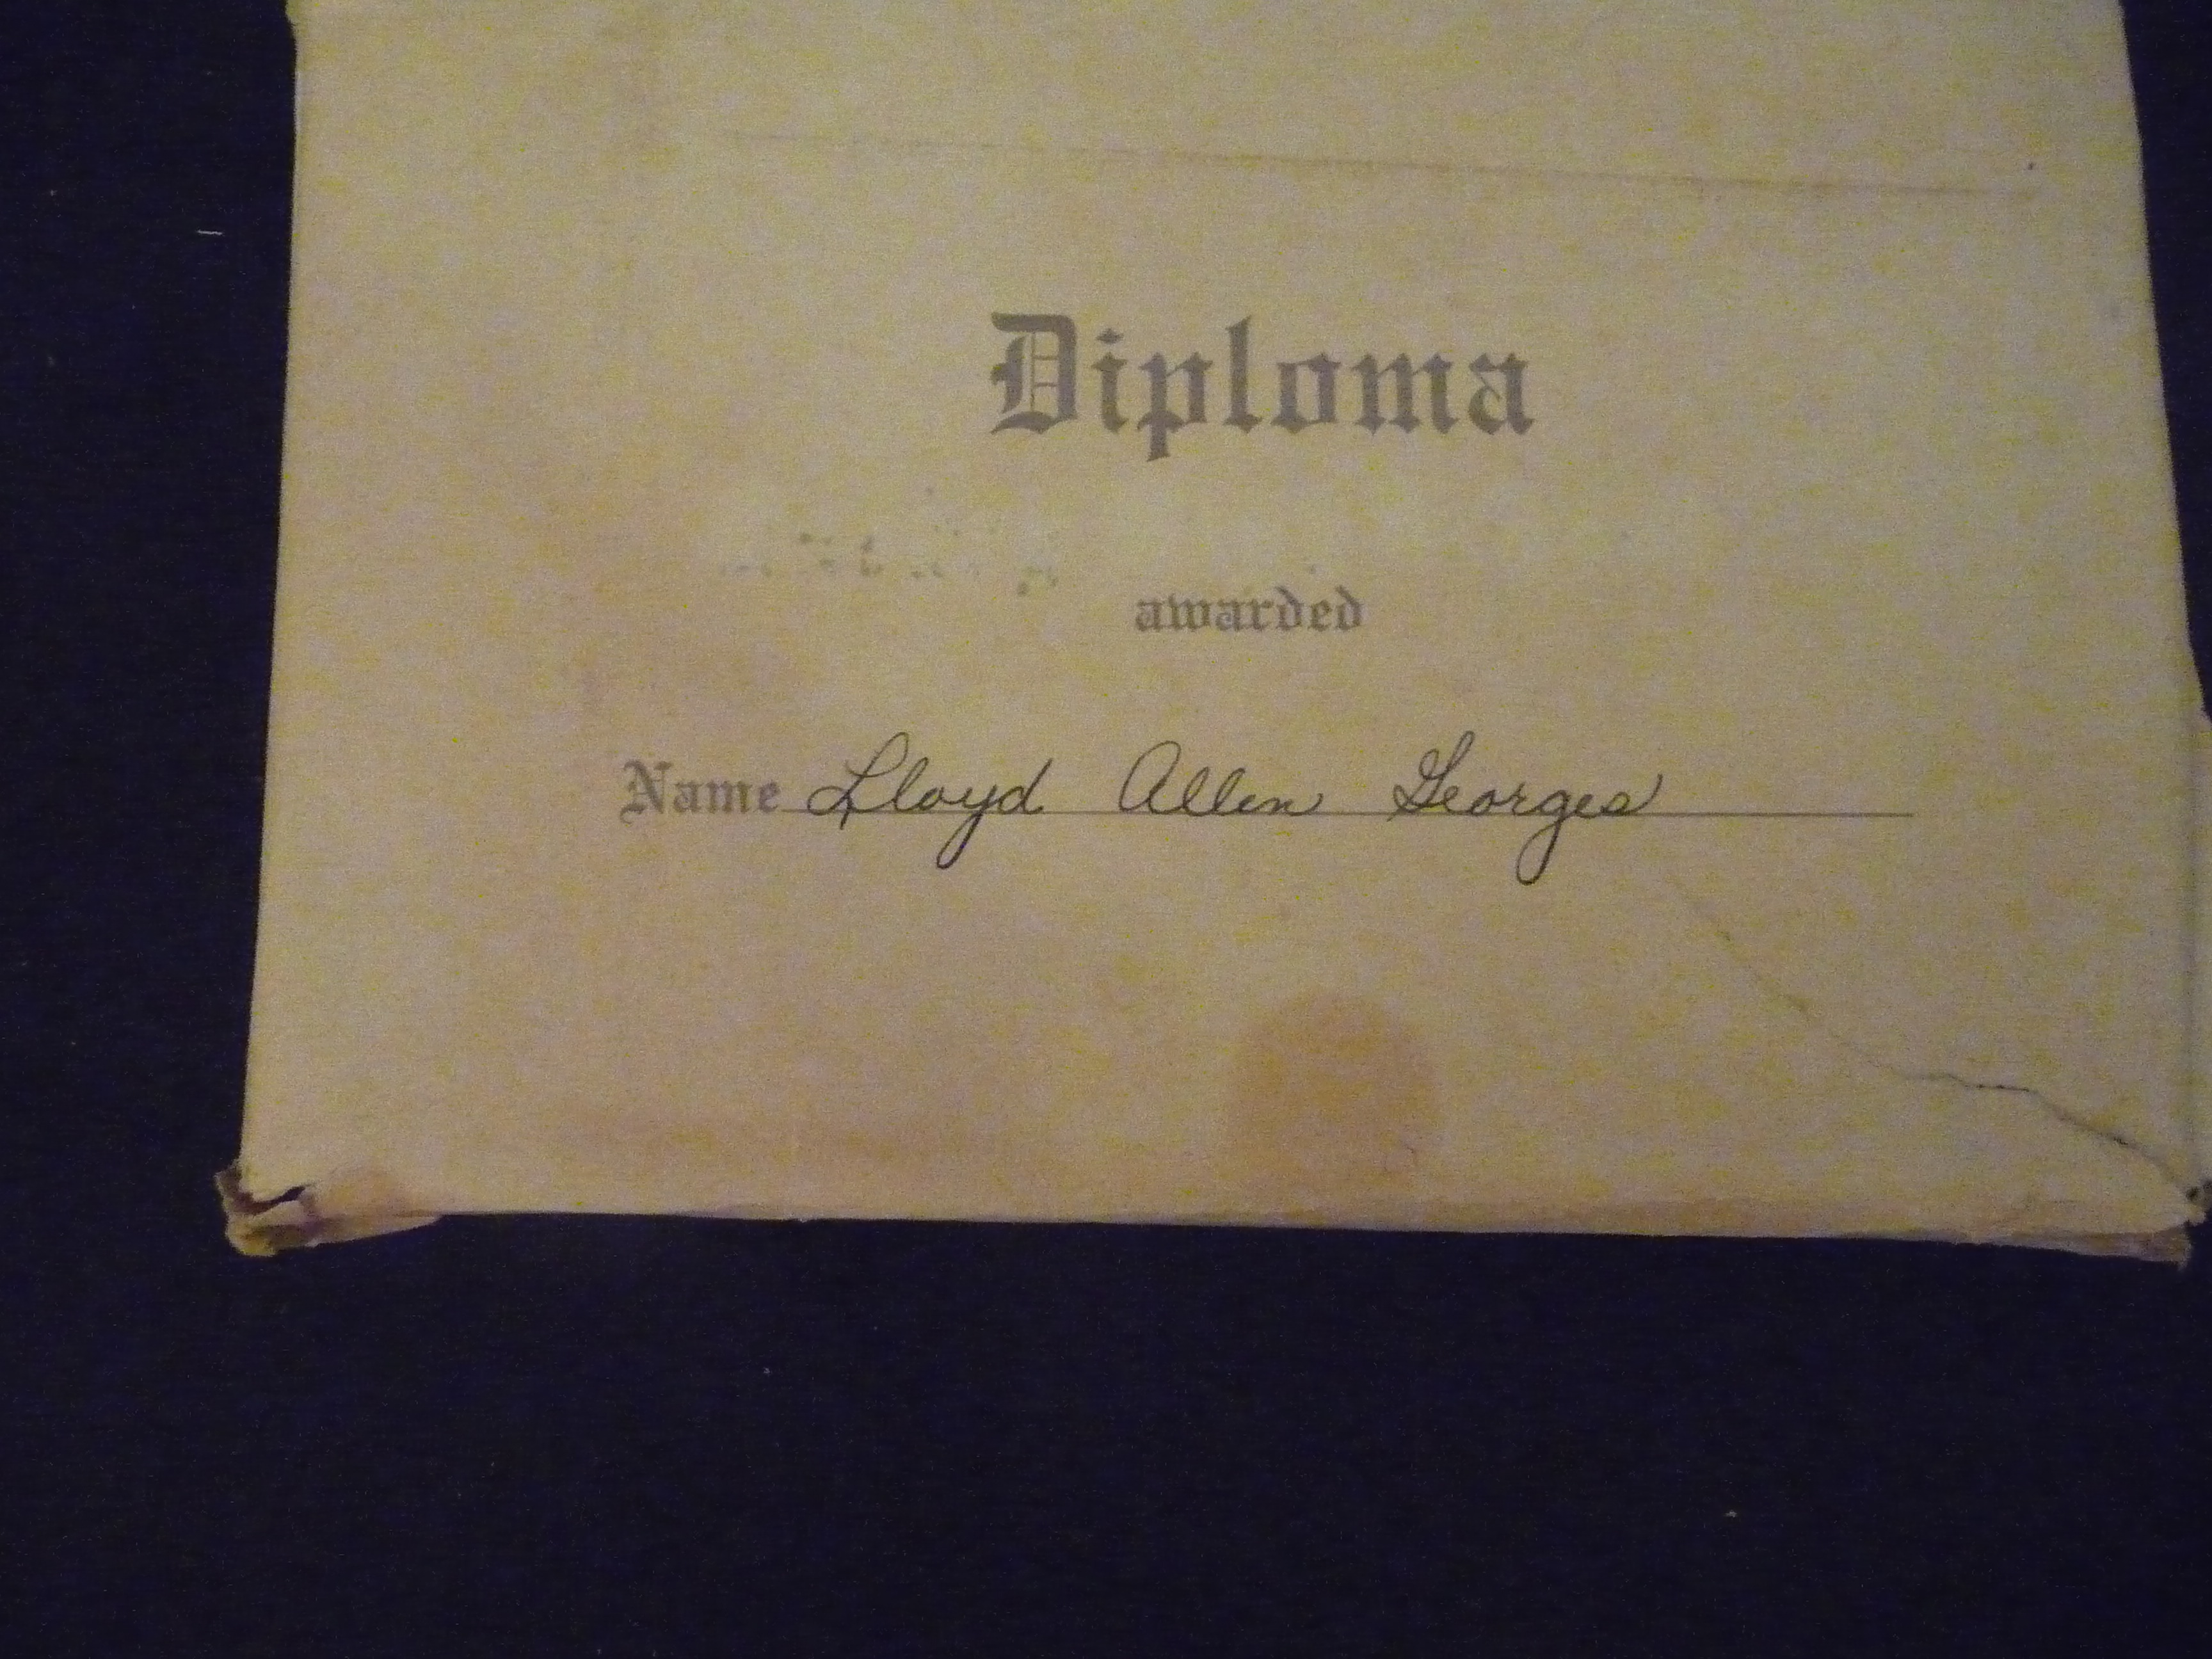 Diploma
awarded
Name Lloyd Allen Georges